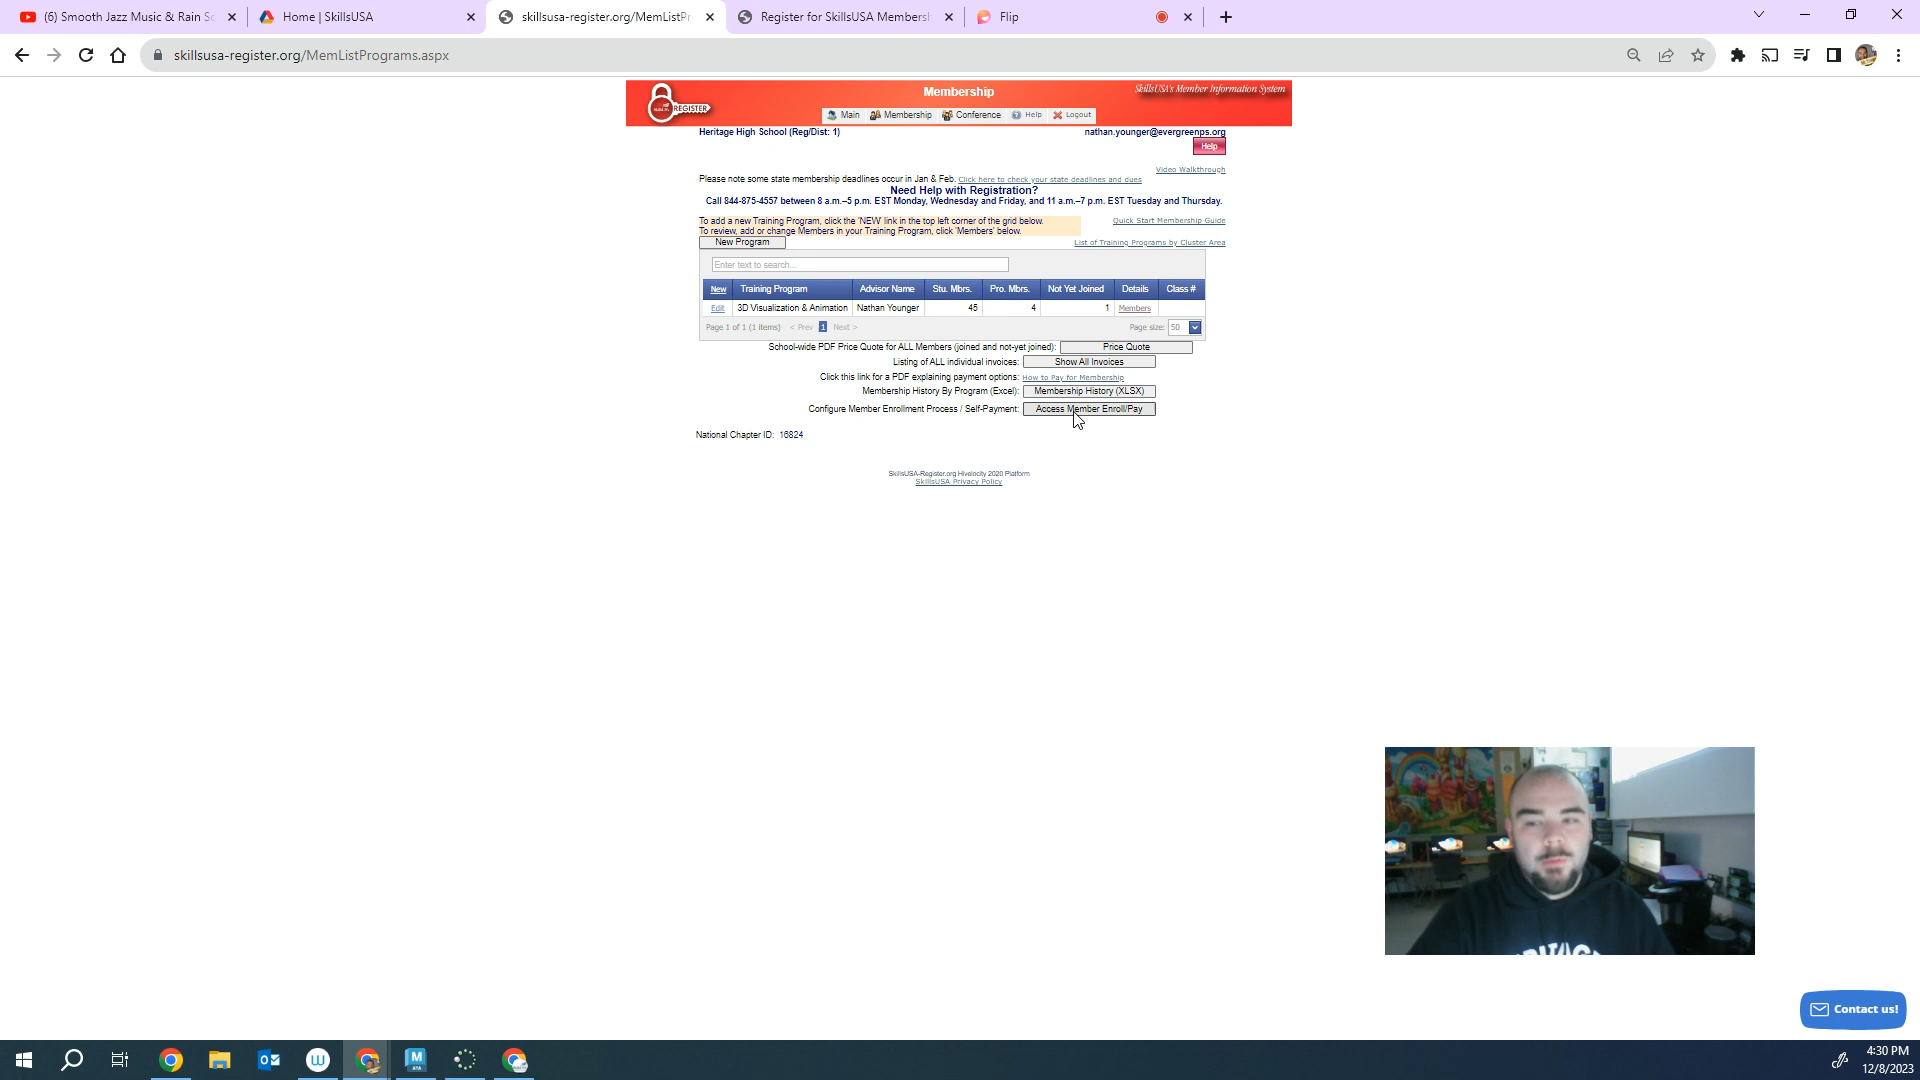 (6) Smooth Jazz Music & Rain So
Home | SkillsUSA
skillsusa-register.org/MemListPr
Register for SkillsUSA Membersh
Flip
skillsusa-register.org/MemListPrograms.aspx
REGISTER
Membership
SkillsUSA's Member Information System
Main Membership Conference Help Logout
Heritage High School (Reg/Dist: 1)
nathan.younger@evergreenps.org
Help
Video Walkthrough
Please note some state membership deadlines occur in Jan & Feb. Click here to check your state deadlines and dues
Need Help with Registration?
Call 844-875-4557 between 8 a.m.–5 p.m. EST Monday, Wednesday and Friday, and 11 a.m.–7 p.m. EST Tuesday and Thursday.
To add a new Training Program, click the 'NEW' link in the top left corner of the grid below.
Quick Start Membership Guide
To review, add or change Members in your Training Program, click 'Members' below.
New Program
List of Training Programs by Cluster Area
Enter text to search...
New Training Program Advisor Name Stu. Mbrs. Pro. Mbrs. Not Yet Joined Details Class #
Edit 3D Visualization & Animation Nathan Younger 45 4 1 Members
Page 1 of 1 (1 items) < Prev 1 Next >
Page size: 50
School-wide PDF Price Quote for ALL Members (joined and not-yet joined): Price Quote
Listing of ALL individual invoices: Show All Invoices
Click this link for a PDF explaining payment options: How to Pay for Membership
Membership History By Program (Excel): Membership History (XLSX)
Configure Member Enrollment Process / Self-Payment: Access Member Enroll/Pay
National Chapter ID: 16824
SkillsUSA-Register.org Hivelocity 2020 Platform
SkillsUSA Privacy Policy
Contact us!
4:30 PM
12/8/2023